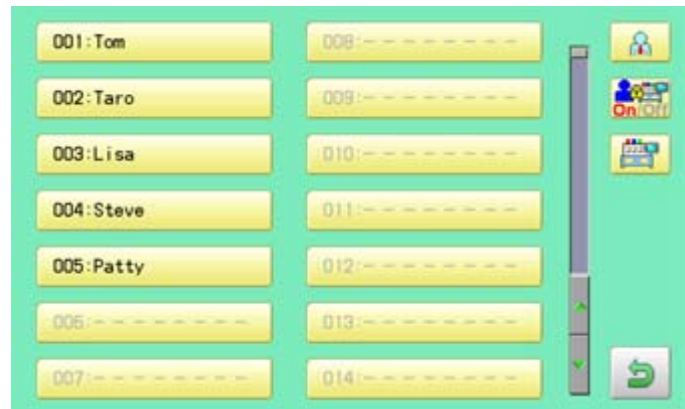 001:Tom
002:Taro
003:Lisa
004:Steve
005:Patty
006:--------
007:--------
008:--------
009:--------
010:--------
011:--------
012:--------
013:--------
014:--------
On/Off